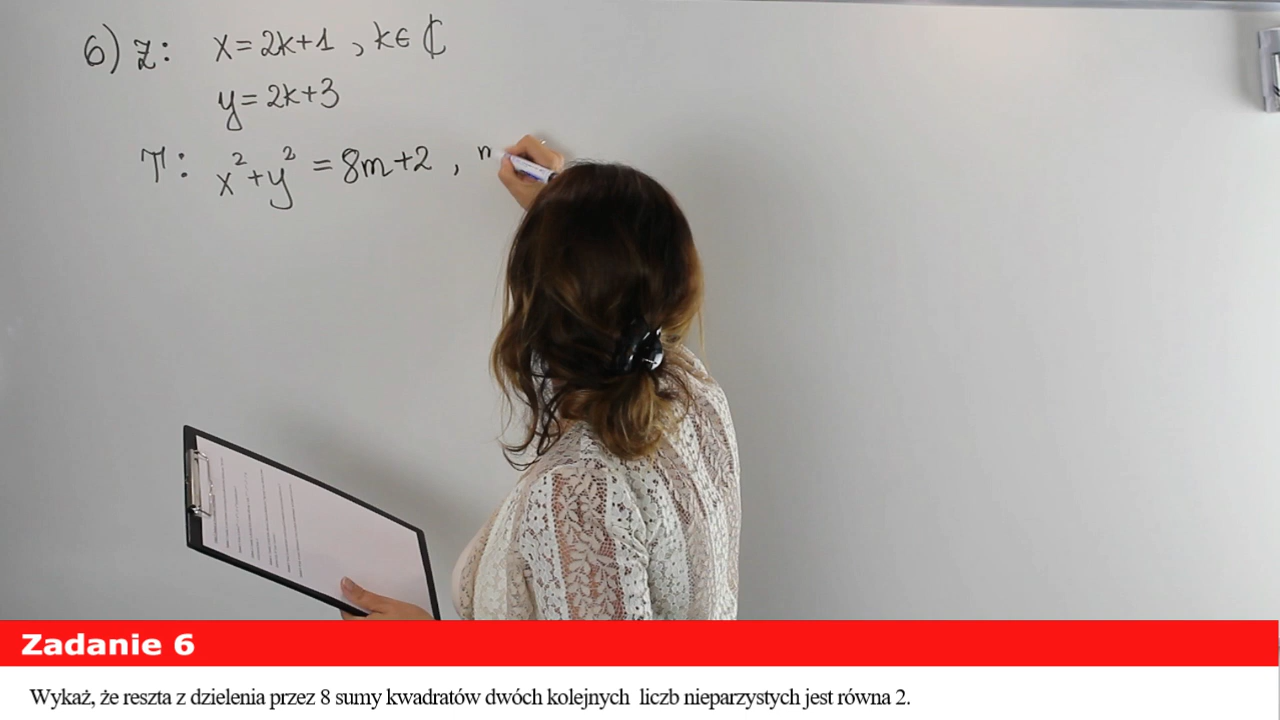 6) Z: x = 2k+1 , k ∈ ℂ
y = 2k+3
T: x² + y² = 8m+2 , m
Zadanie 6
Wykaż, że reszta z dzielenia przez 8 sumy kwadratów dwóch kolejnych liczb nieparzystych jest równa 2.